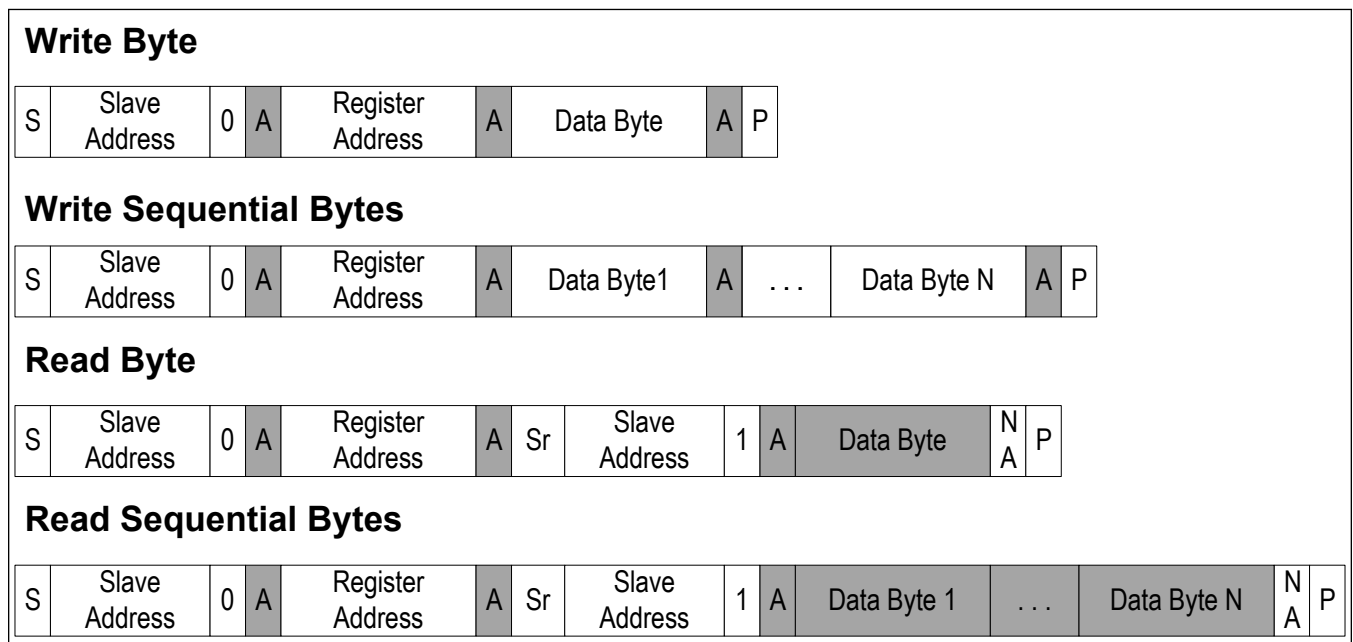 Write Byte
S Slave Address 0 A Register Address A Data Byte A P
Write Sequential Bytes
S Slave Address 0 A Register Address A Data Byte1 A . . . Data Byte N A P
Read Byte
S Slave Address 0 A Register Address A Sr Slave Address 1 A Data Byte N A P
Read Sequential Bytes
S Slave Address 0 A Register Address A Sr Slave Address 1 A Data Byte 1 . . . Data Byte N N A P